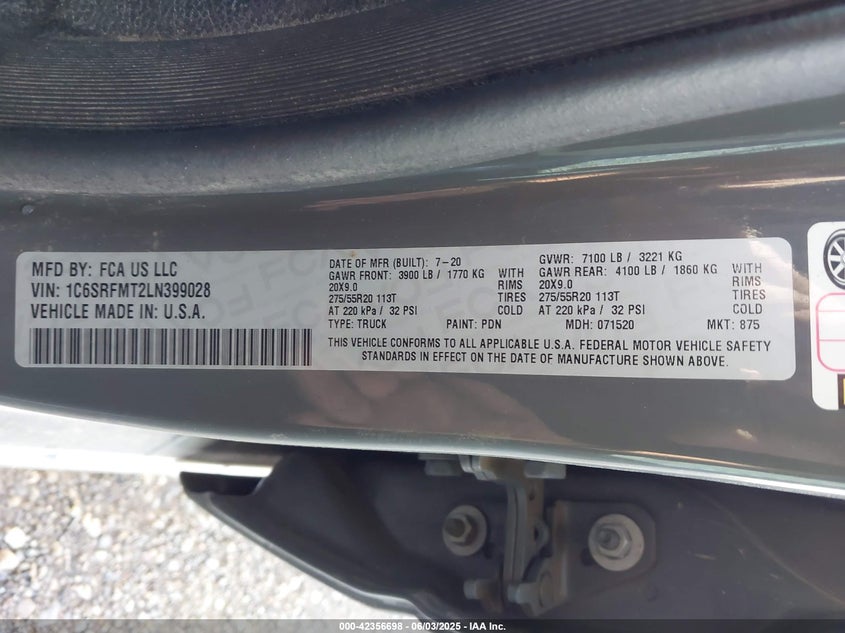 MFD BY: FCA US LLC
VIN: 1C6SRFMT2LN399028
VEHICLE MADE IN: U.S.A.
DATE OF MFR (BUILT): 7-20
GAWR FRONT: 3900 LB / 1770 KG WITH
20X9.0 RIMS
275/55R20 113T TIRES
AT 220 kPa / 32 PSI COLD
GVWR: 7100 LB / 3221 KG
GAWR REAR: 4100 LB / 1860 KG WITH
20X9.0 RIMS
275/55R20 113T TIRES
AT 220 kPa / 32 PSI COLD
TYPE: TRUCK PAINT: PDN MDH: 071520 MKT: 875
THIS VEHICLE CONFORMS TO ALL APPLICABLE U.S.A. FEDERAL MOTOR VEHICLE SAFETY
STANDARDS IN EFFECT ON THE DATE OF MANUFACTURE SHOWN ABOVE.
000-42356698 - 06/03/2025 - IAA Inc.